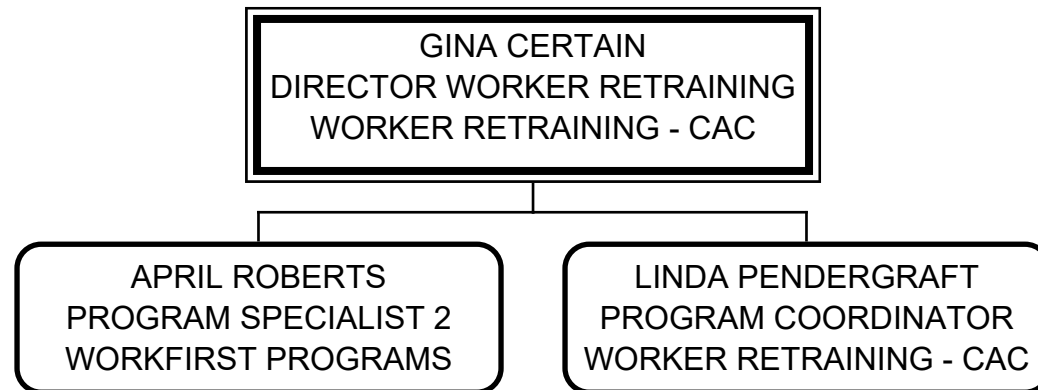 GINA CERTAIN
DIRECTOR WORKER RETRAINING
WORKER RETRAINING - CAC
APRIL ROBERTS
PROGRAM SPECIALIST 2
WORKFIRST PROGRAMS
LINDA PENDERGRAFT
PROGRAM COORDINATOR
WORKER RETRAINING - CAC